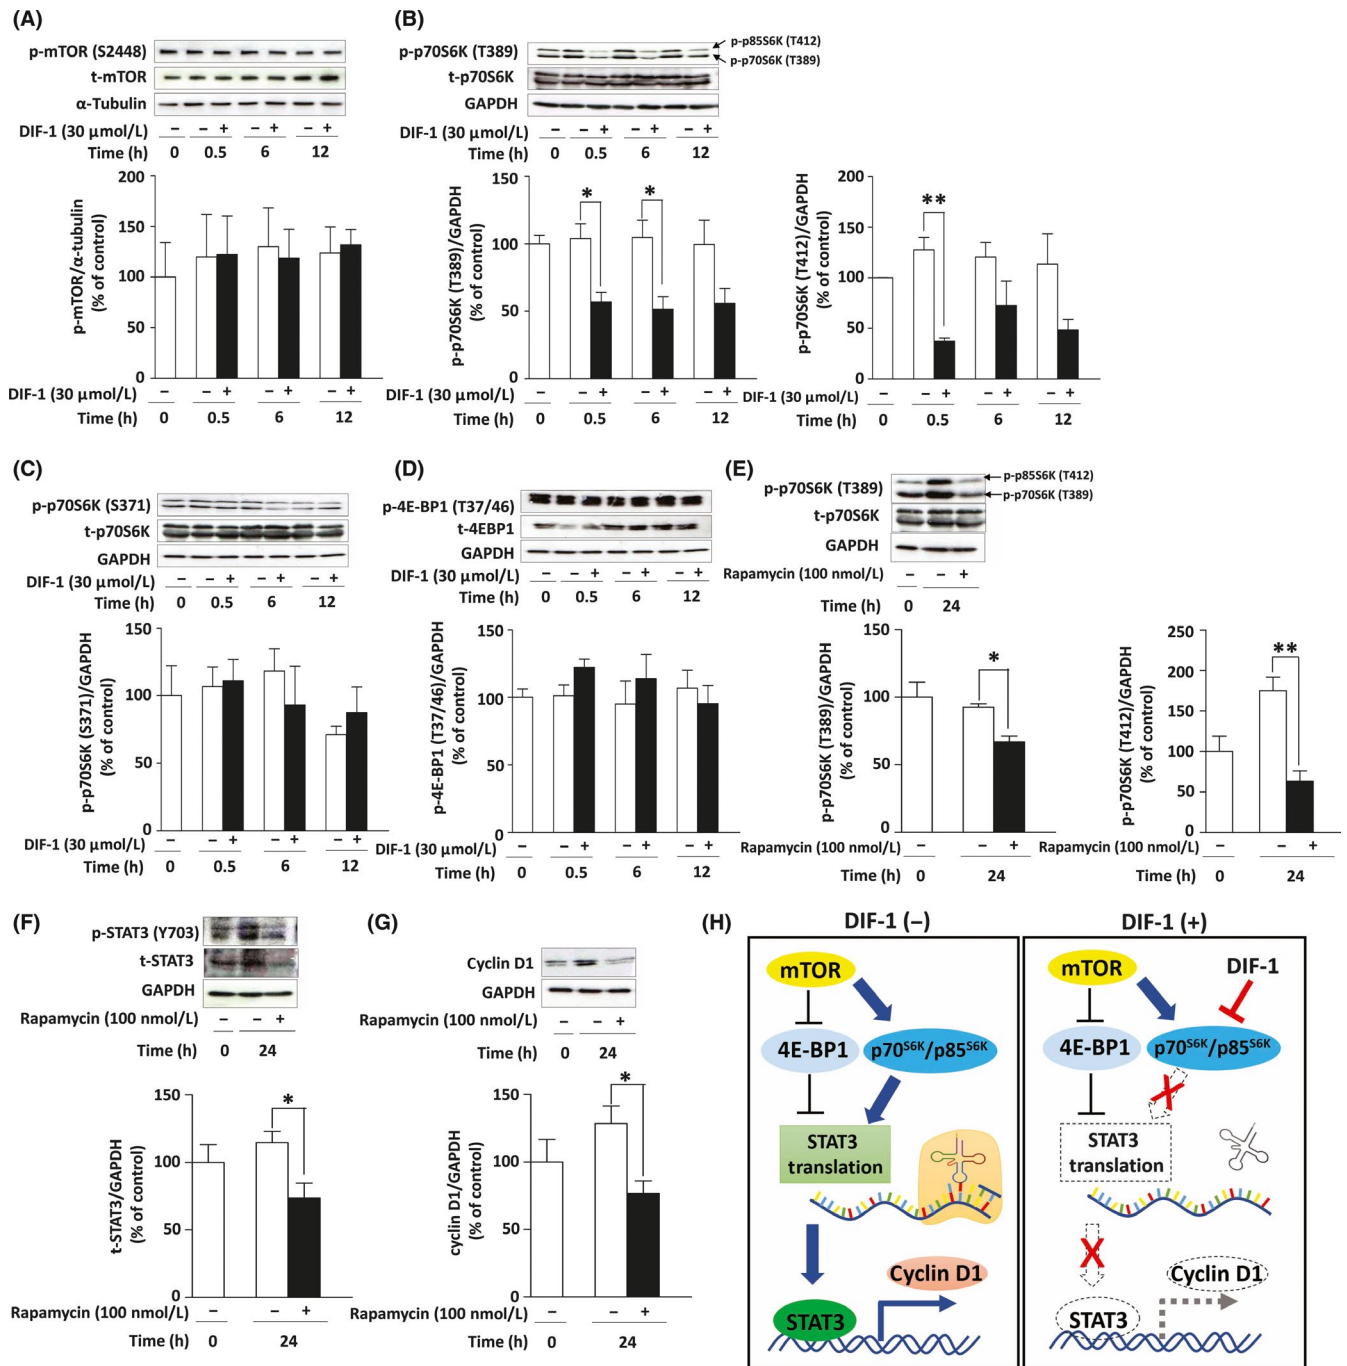 (A)
p-mTOR (S2448)
t-mTOR
α-Tubulin
DIF-1 (30 μmol/L) – – + – + – +
Time (h) 0 0.5 6 12
p-mTOR/α-tubulin
(% of control)
200
150
100
50
0
DIF-1 (30 μmol/L) – – + – + – +
Time (h) 0 0.5 6 12
(B)
p-p70S6K (T389)
p-p85S6K (T412)
p-p70S6K (T389)
t-p70S6K
GAPDH
DIF-1 (30 μmol/L) – – + – + – +
Time (h) 0 0.5 6 12
p-p70S6K (T389)/GAPDH
(% of control)
150
100
50
0
* *
DIF-1 (30 μmol/L) – – + – + – +
Time (h) 0 0.5 6 12
p-p70S6K (T412)/GAPDH
(% of control)
200
150
100
50
0
**
DIF-1 (30 μmol/L) – – + – + – +
Time (h) 0 0.5 6 12
(C)
p-p70S6K (S371)
t-p70S6K
GAPDH
DIF-1 (30 μmol/L) – – + – + – +
Time (h) 0 0.5 6 12
p-p70S6K (S371)/GAPDH
(% of control)
150
100
50
0
DIF-1 (30 μmol/L) – – + – + – +
Time (h) 0 0.5 6 12
(D)
p-4E-BP1 (T37/46)
t-4EBP1
GAPDH
DIF-1 (30 μmol/L) – – + – + – +
Time (h) 0 0.5 6 12
p-4E-BP1 (T37/46)/GAPDH
(% of control)
150
100
50
0
DIF-1 (30 μmol/L) – – + – + – +
Time (h) 0 0.5 6 12
(E)
p-p70S6K (T389)
p-p85S6K (T412)
p-p70S6K (T389)
t-p70S6K
GAPDH
Rapamycin (100 nmol/L) – – +
Time (h) 0 24
p-p70S6K (T389)/GAPDH
(% of control)
150
100
50
0
*
Rapamycin (100 nmol/L) – – +
Time (h) 0 24
p-p70S6K (T412)/GAPDH
(% of control)
250
200
150
100
50
0
**
Rapamycin (100 nmol/L) – – +
Time (h) 0 24
(F)
p-STAT3 (Y703)
t-STAT3
GAPDH
Rapamycin (100 nmol/L) – – +
Time (h) 0 24
t-STAT3/GAPDH
(% of control)
150
100
50
0
*
Rapamycin (100 nmol/L) – – +
Time (h) 0 24
(G)
Cyclin D1
GAPDH
Rapamycin (100 nmol/L) – – +
Time (h) 0 24
cyclin D1/GAPDH
(% of control)
150
100
50
0
*
Rapamycin (100 nmol/L) – – +
Time (h) 0 24
(H)
DIF-1 (–)
mTOR
4E-BP1
p70S6K/p85S6K
STAT3
translation
Cyclin D1
STAT3
DIF-1 (+)
mTOR
DIF-1
4E-BP1
p70S6K/p85S6K
X
STAT3
translation
X
Cyclin D1
STAT3